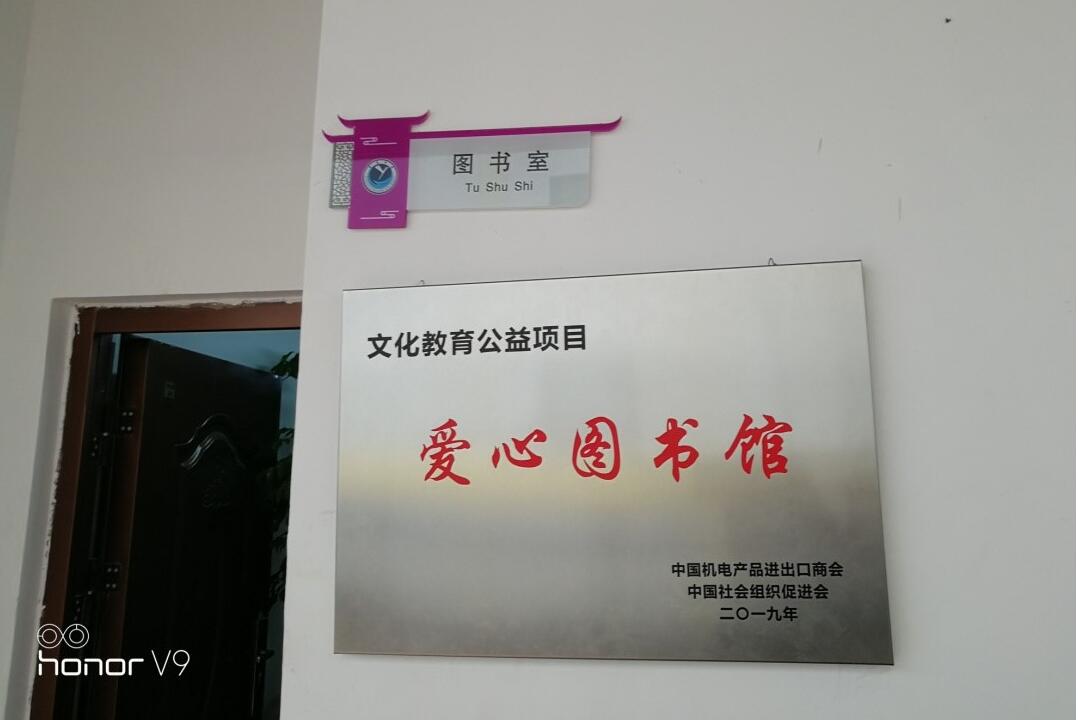 图书室
Tu Shu Shi
文化教育公益项目
爱心图书馆
中国机电产品进出口商会
中国社会组织促进会
二〇一九年
honor V9